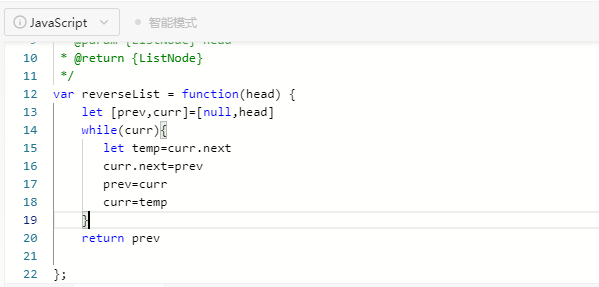 JavaScript 智能模式
9 * @param {ListNode} head
10 * @return {ListNode}
11 */
12 var reverseList = function(head) {
13 let [prev,curr]=[null,head]
14 while(curr){
15 let temp=curr.next
16 curr.next=prev
17 prev=curr
18 curr=temp
19 }
20 return prev
21
22 };